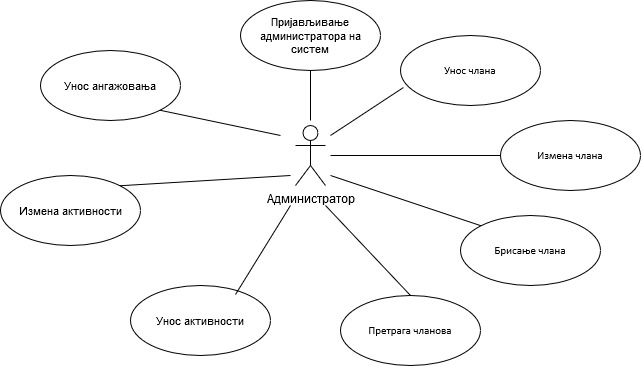 Пријављивање
администратора на
систем
Унос члана
Унос ангажовања
Измена члана
Администратор
Измена активности
Брисање члана
Унос активности
Претрага чланова